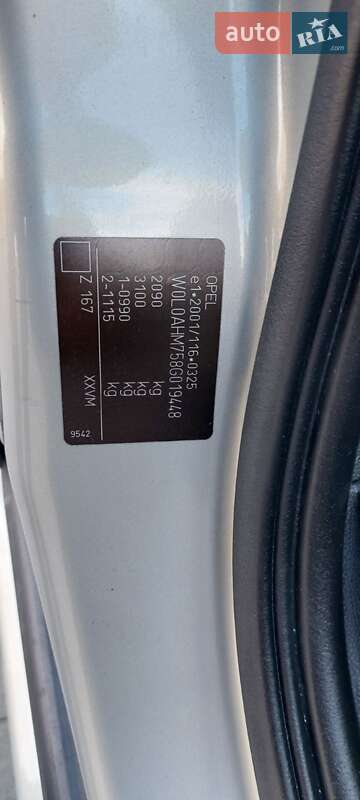 auto RIA
.com
OPEL
e1*2001/116*0325
W0L0AHM758G019448
2090 kg
3100 kg
1-0990 kg
2-1115 kg
Z 167 XXVM
9542